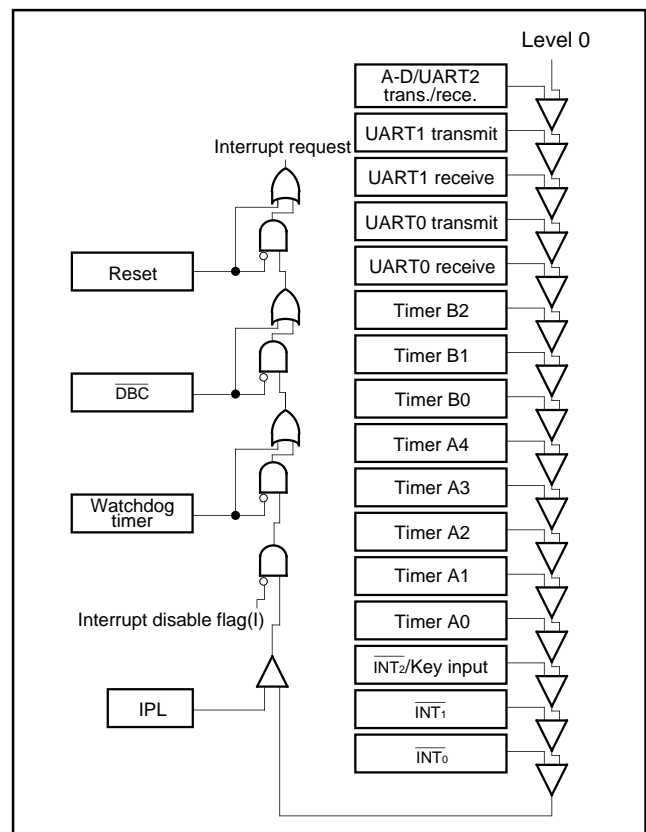 Level 0
A-D/UART2
trans./rece.
UART1 transmit
Interrupt request
UART1 receive
UART0 transmit
Reset
UART0 receive
Timer B2
Timer B1
DBC
Timer B0
Timer A4
Timer A3
Watchdog
timer
Timer A2
Timer A1
Interrupt disable flag(I)
Timer A0
INT2/Key input
IPL
INT1
INT0